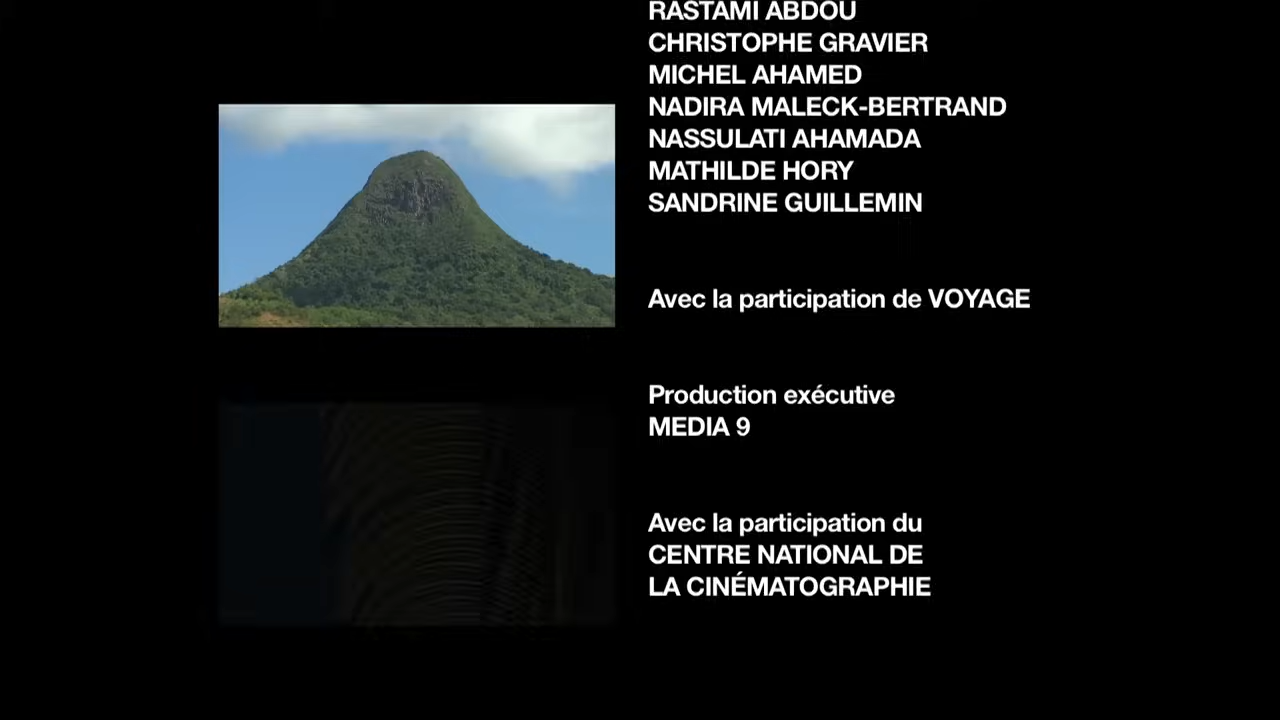 RASTAMI ABDOU
CHRISTOPHE GRAVIER
MICHEL AHAMED
NADIRA MALECK-BERTRAND
NASSULATI AHAMADA
MATHILDE HORY
SANDRINE GUILLEMIN
Avec la participation de VOYAGE
Production exécutive
MEDIA 9
Avec la participation du
CENTRE NATIONAL DE
LA CINÉMATOGRAPHIE